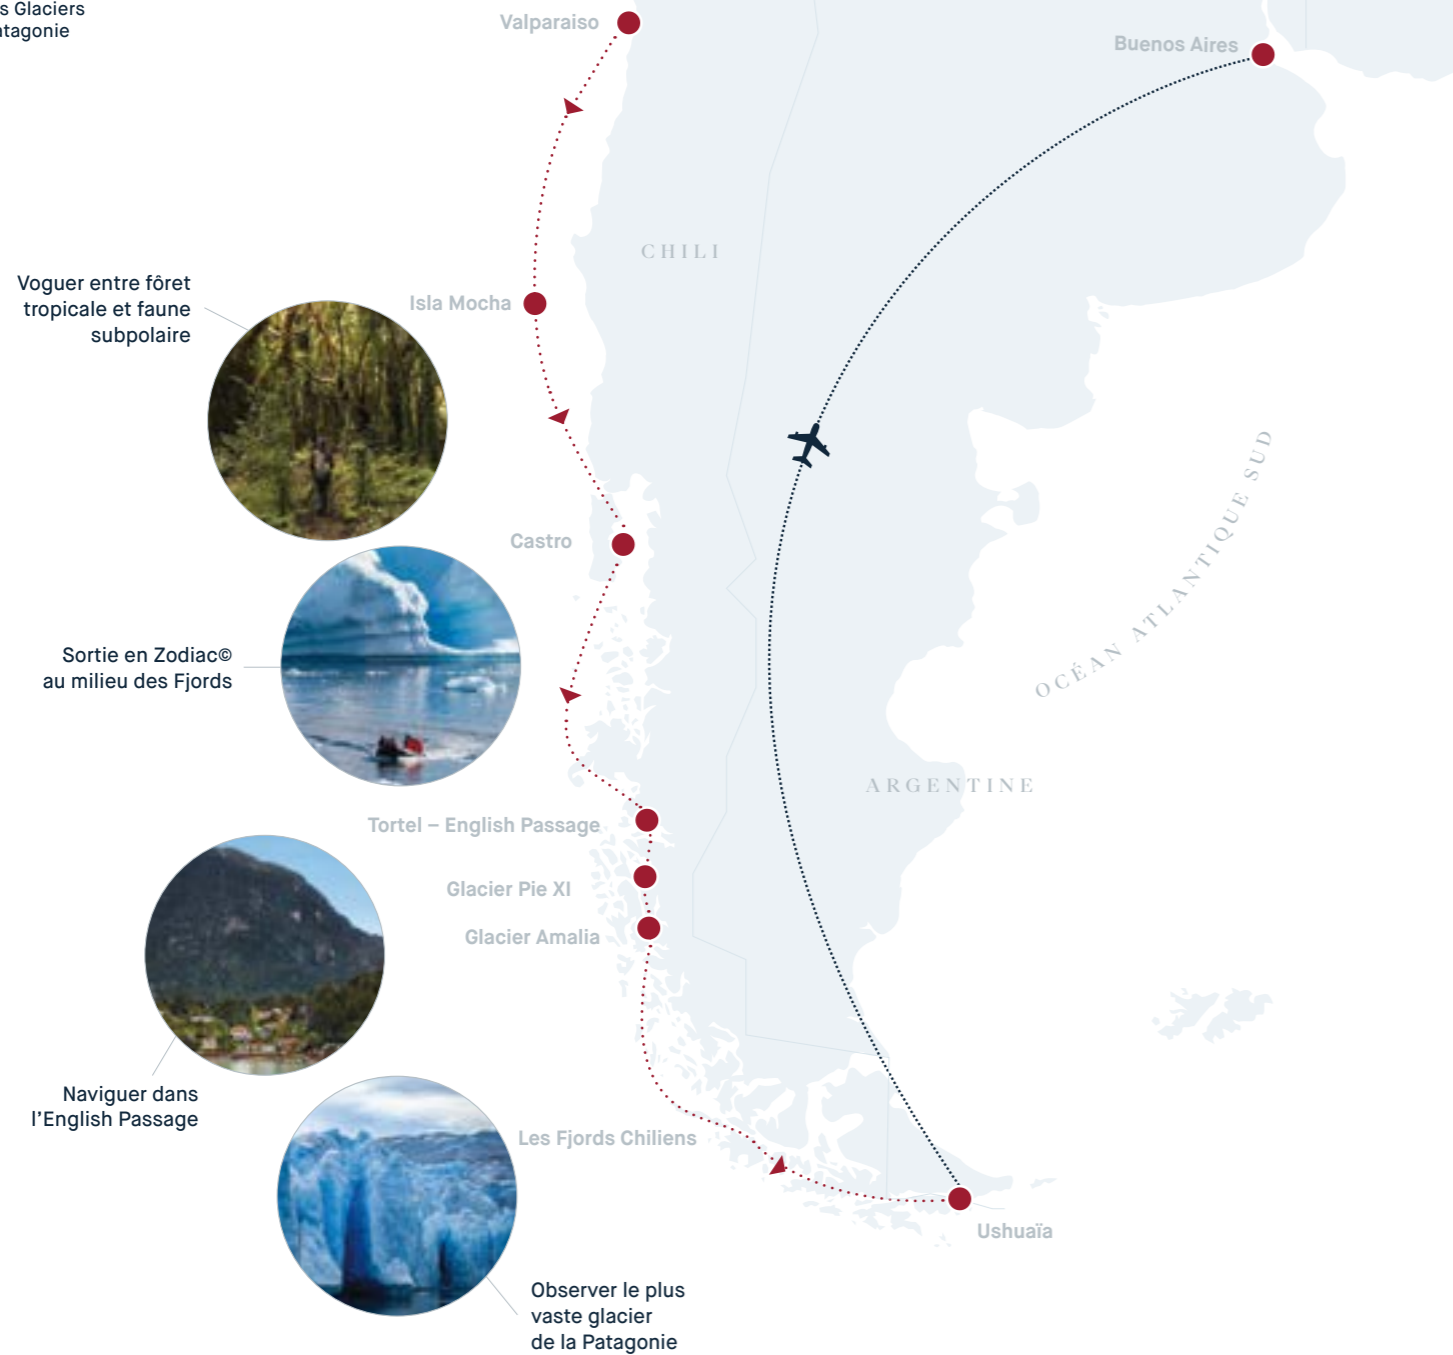 s Glaciers
tagonie
Valparaiso
Buenos Aires
CHILI
Voguer entre fôret
tropicale et faune
subpolaire
Isla Mocha
OCÉAN ATLANTIQUE SUD
Castro
Sortie en Zodiac©
au milieu des Fjords
ARGENTINE
Tortel – English Passage
Glacier Pie XI
Glacier Amalia
Naviguer dans
l’English Passage
Les Fjords Chiliens
Ushuaïa
Observer le plus
vaste glacier
de la Patagonie